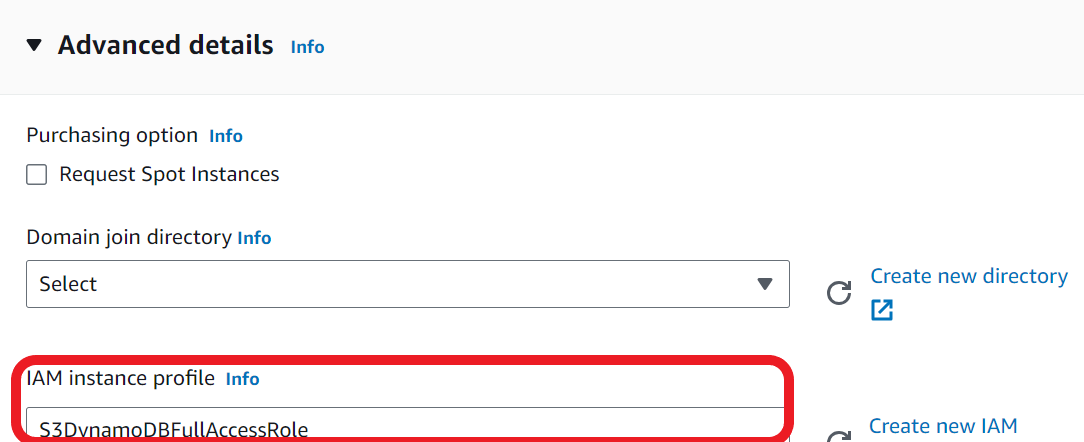 Advanced details Info
Purchasing option Info
Request Spot Instances
Domain join directory Info
Select
Create new directory
IAM instance profile Info
S3DynamoDBFullAccessRole
Create new IAM